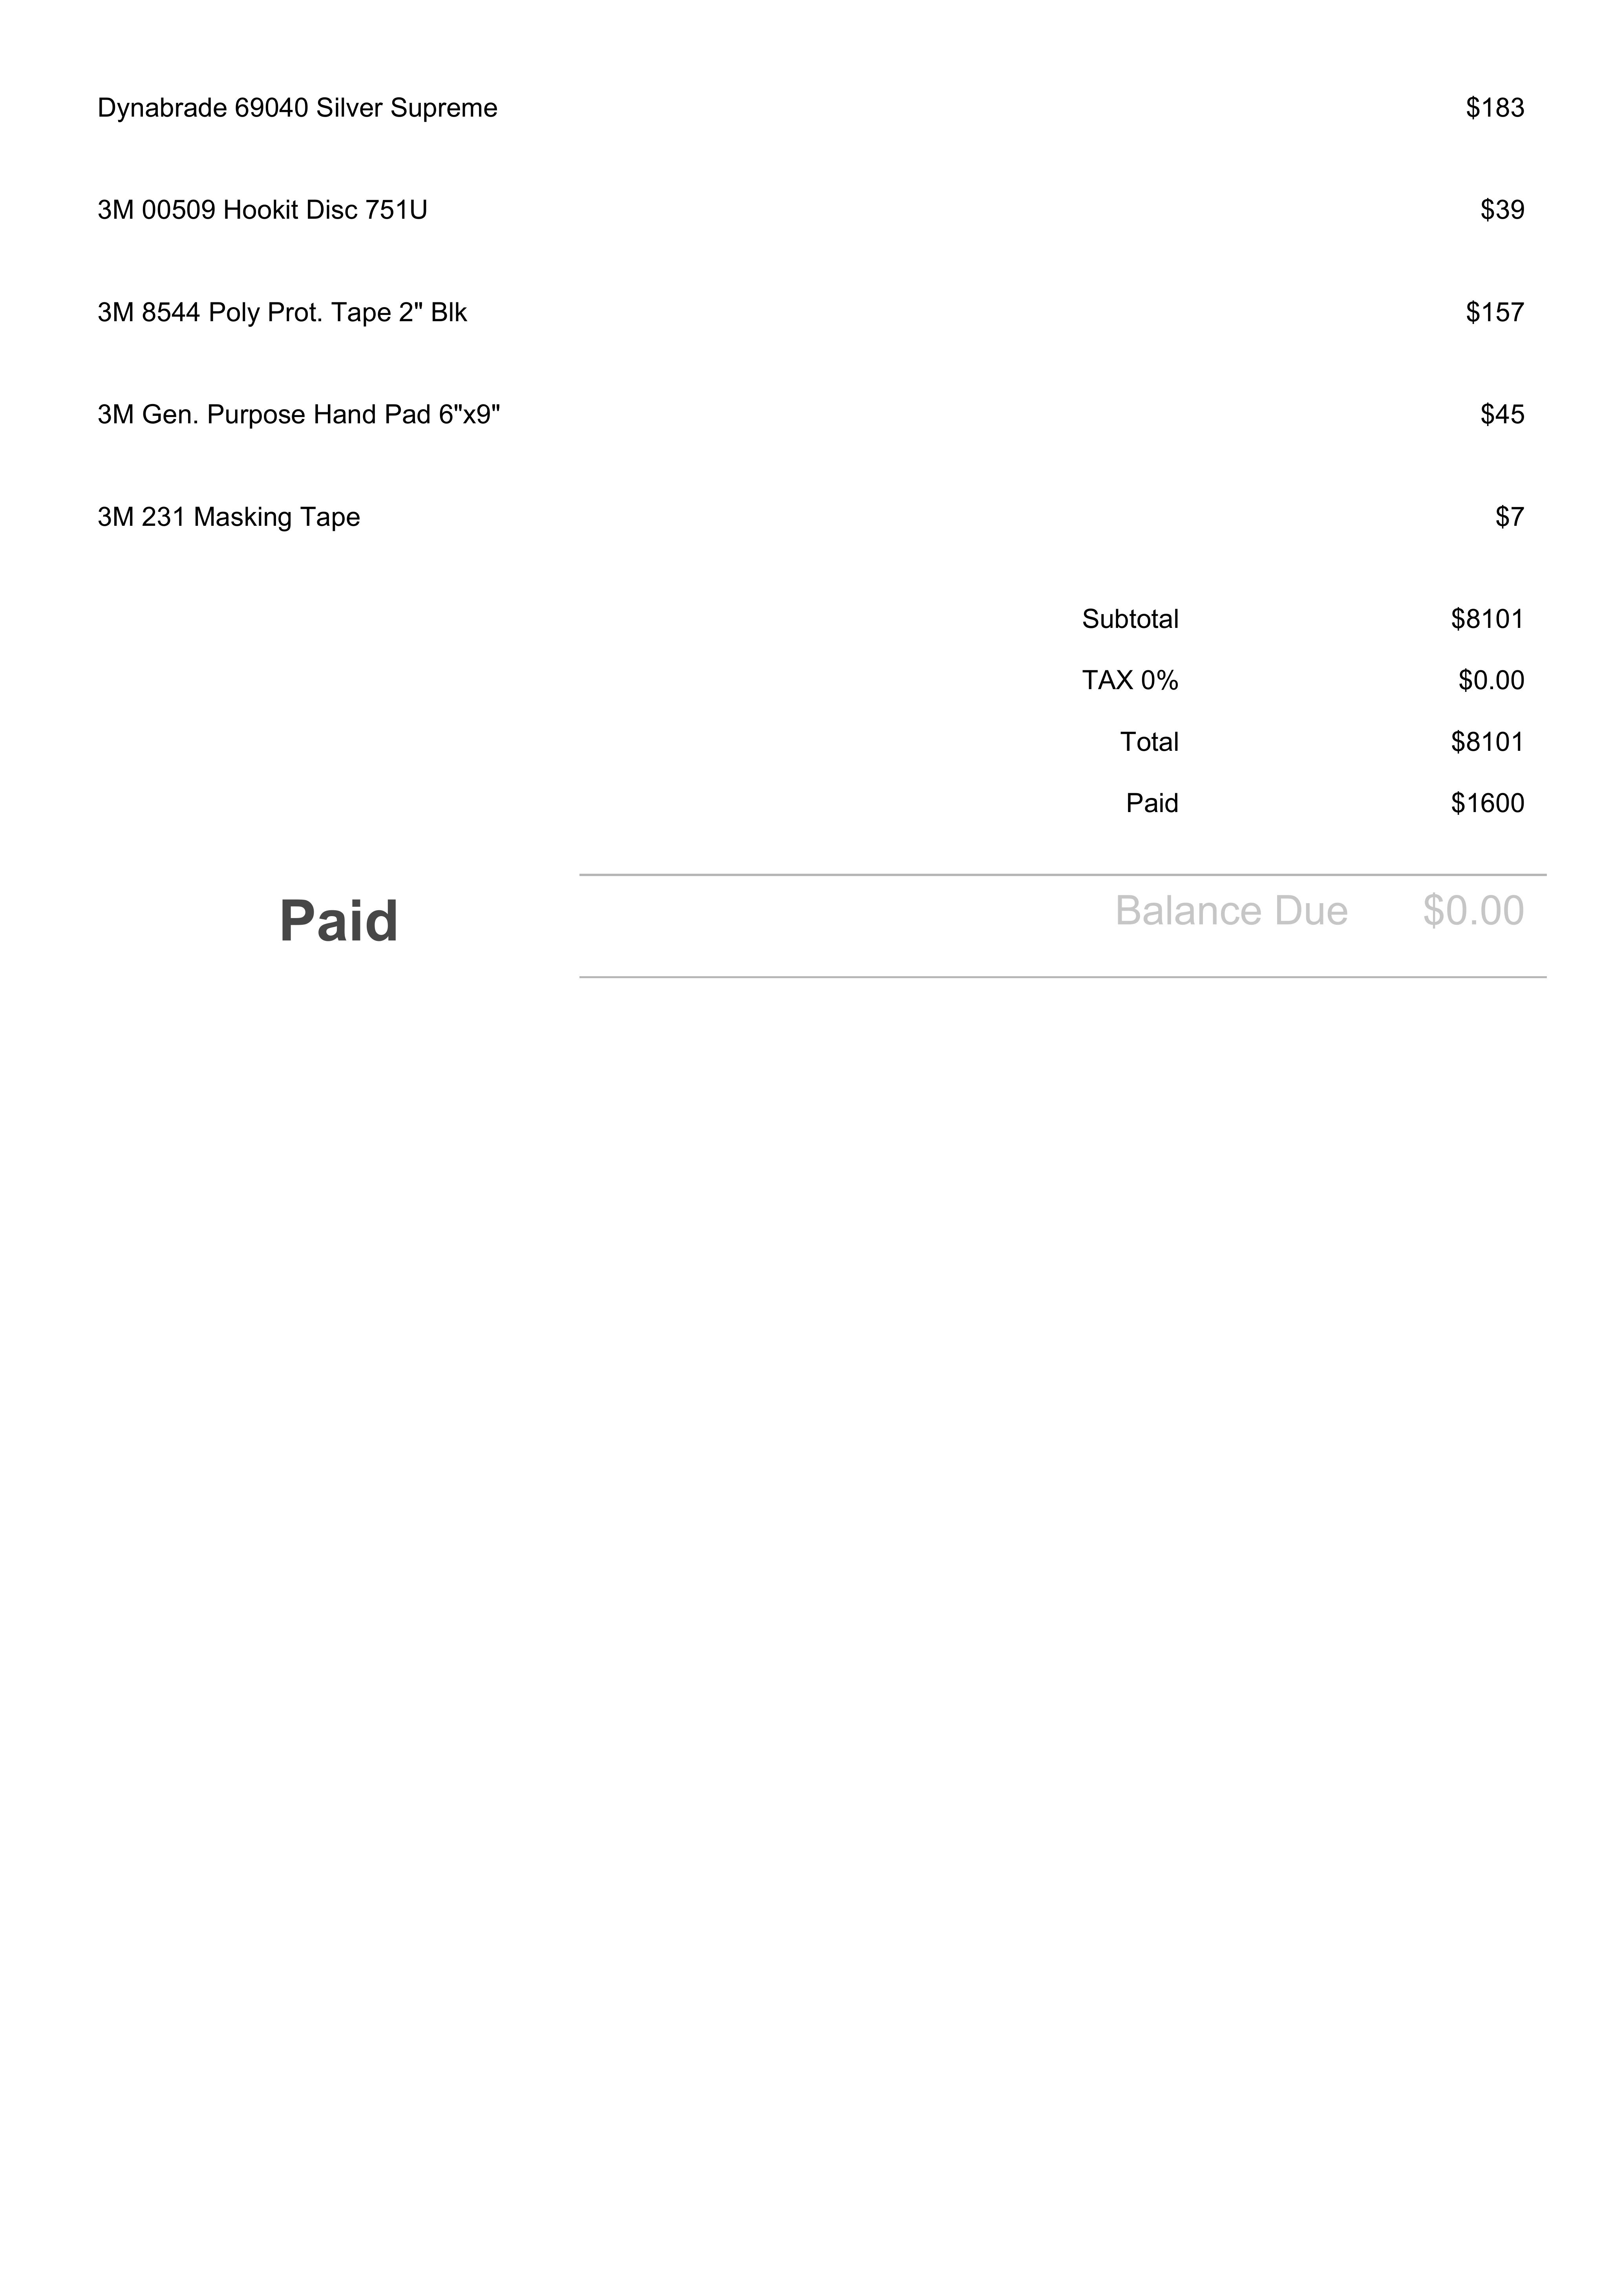 Dynabrade 69040 Silver Supreme $183
3M 00509 Hookit Disc 751U $39
3M 8544 Poly Prot. Tape 2" Blk $157
3M Gen. Purpose Hand Pad 6"x9" $45
3M 231 Masking Tape $7
Subtotal $8101
TAX 0% $0.00
Total $8101
Paid $1600
Paid Balance Due $0.00